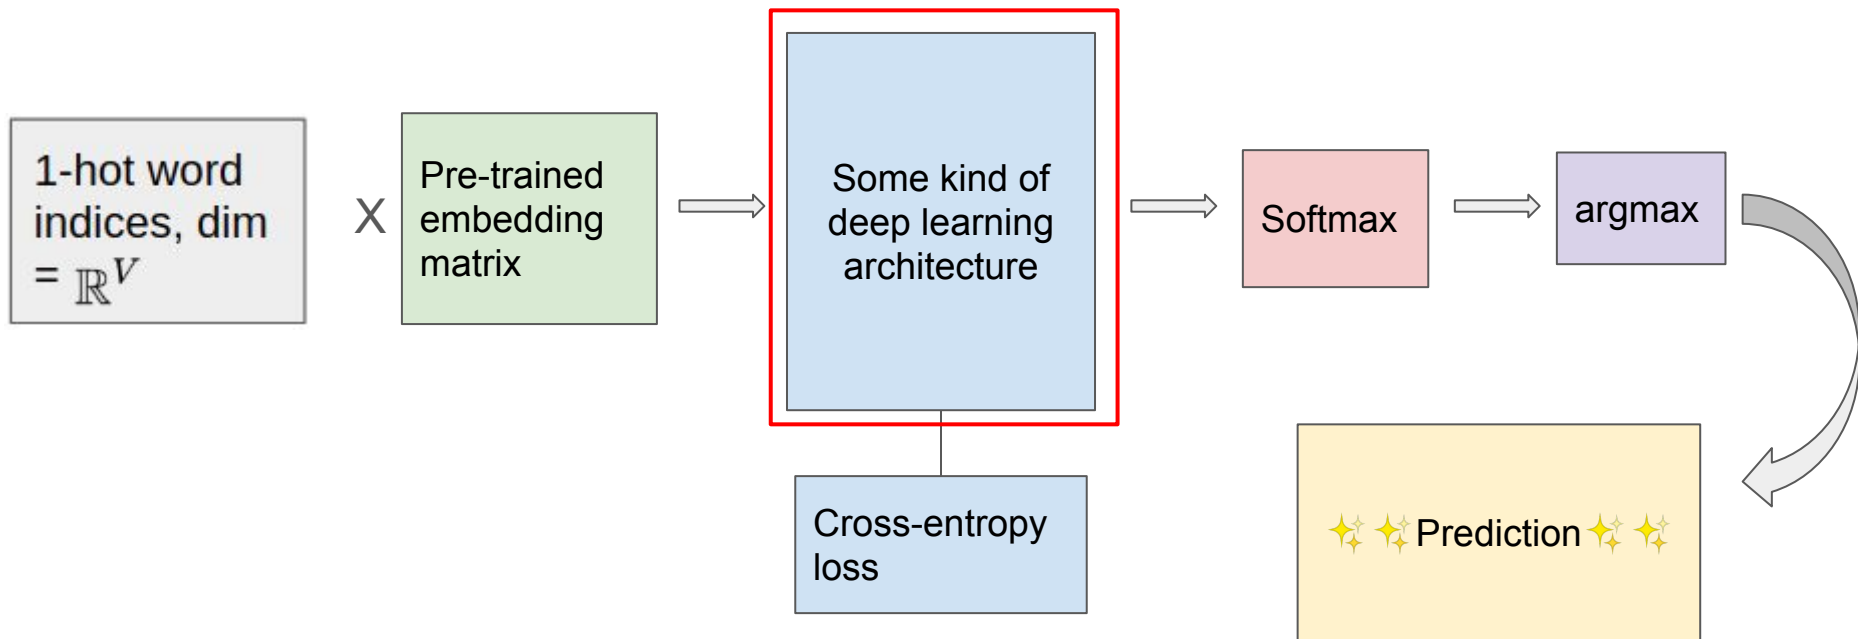 1-hot word
indices, dim
= ℝ^V
X
Pre-trained
embedding
matrix
Some kind of
deep learning
architecture
Softmax
argmax
Cross-entropy
loss
✨✨Prediction✨✨